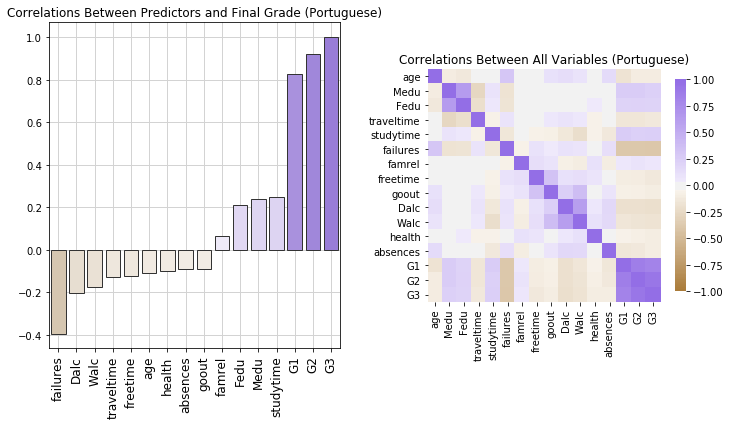 Correlations Between Predictors and Final Grade (Portuguese)
1.0
0.8
0.6
0.4
0.2
0.0
−0.2
−0.4
failures
Dalc
Walc
traveltime
freetime
age
health
absences
goout
famrel
Fedu
Medu
studytime
G1
G2
G3
Correlations Between All Variables (Portuguese)
age
Medu
Fedu
traveltime
studytime
failures
famrel
freetime
goout
Dalc
Walc
health
absences
G1
G2
G3
age
Medu
Fedu
traveltime
studytime
failures
famrel
freetime
goout
Dalc
Walc
health
absences
G1
G2
G3
1.00
0.75
0.50
0.25
0.00
−0.25
−0.50
−0.75
−1.00